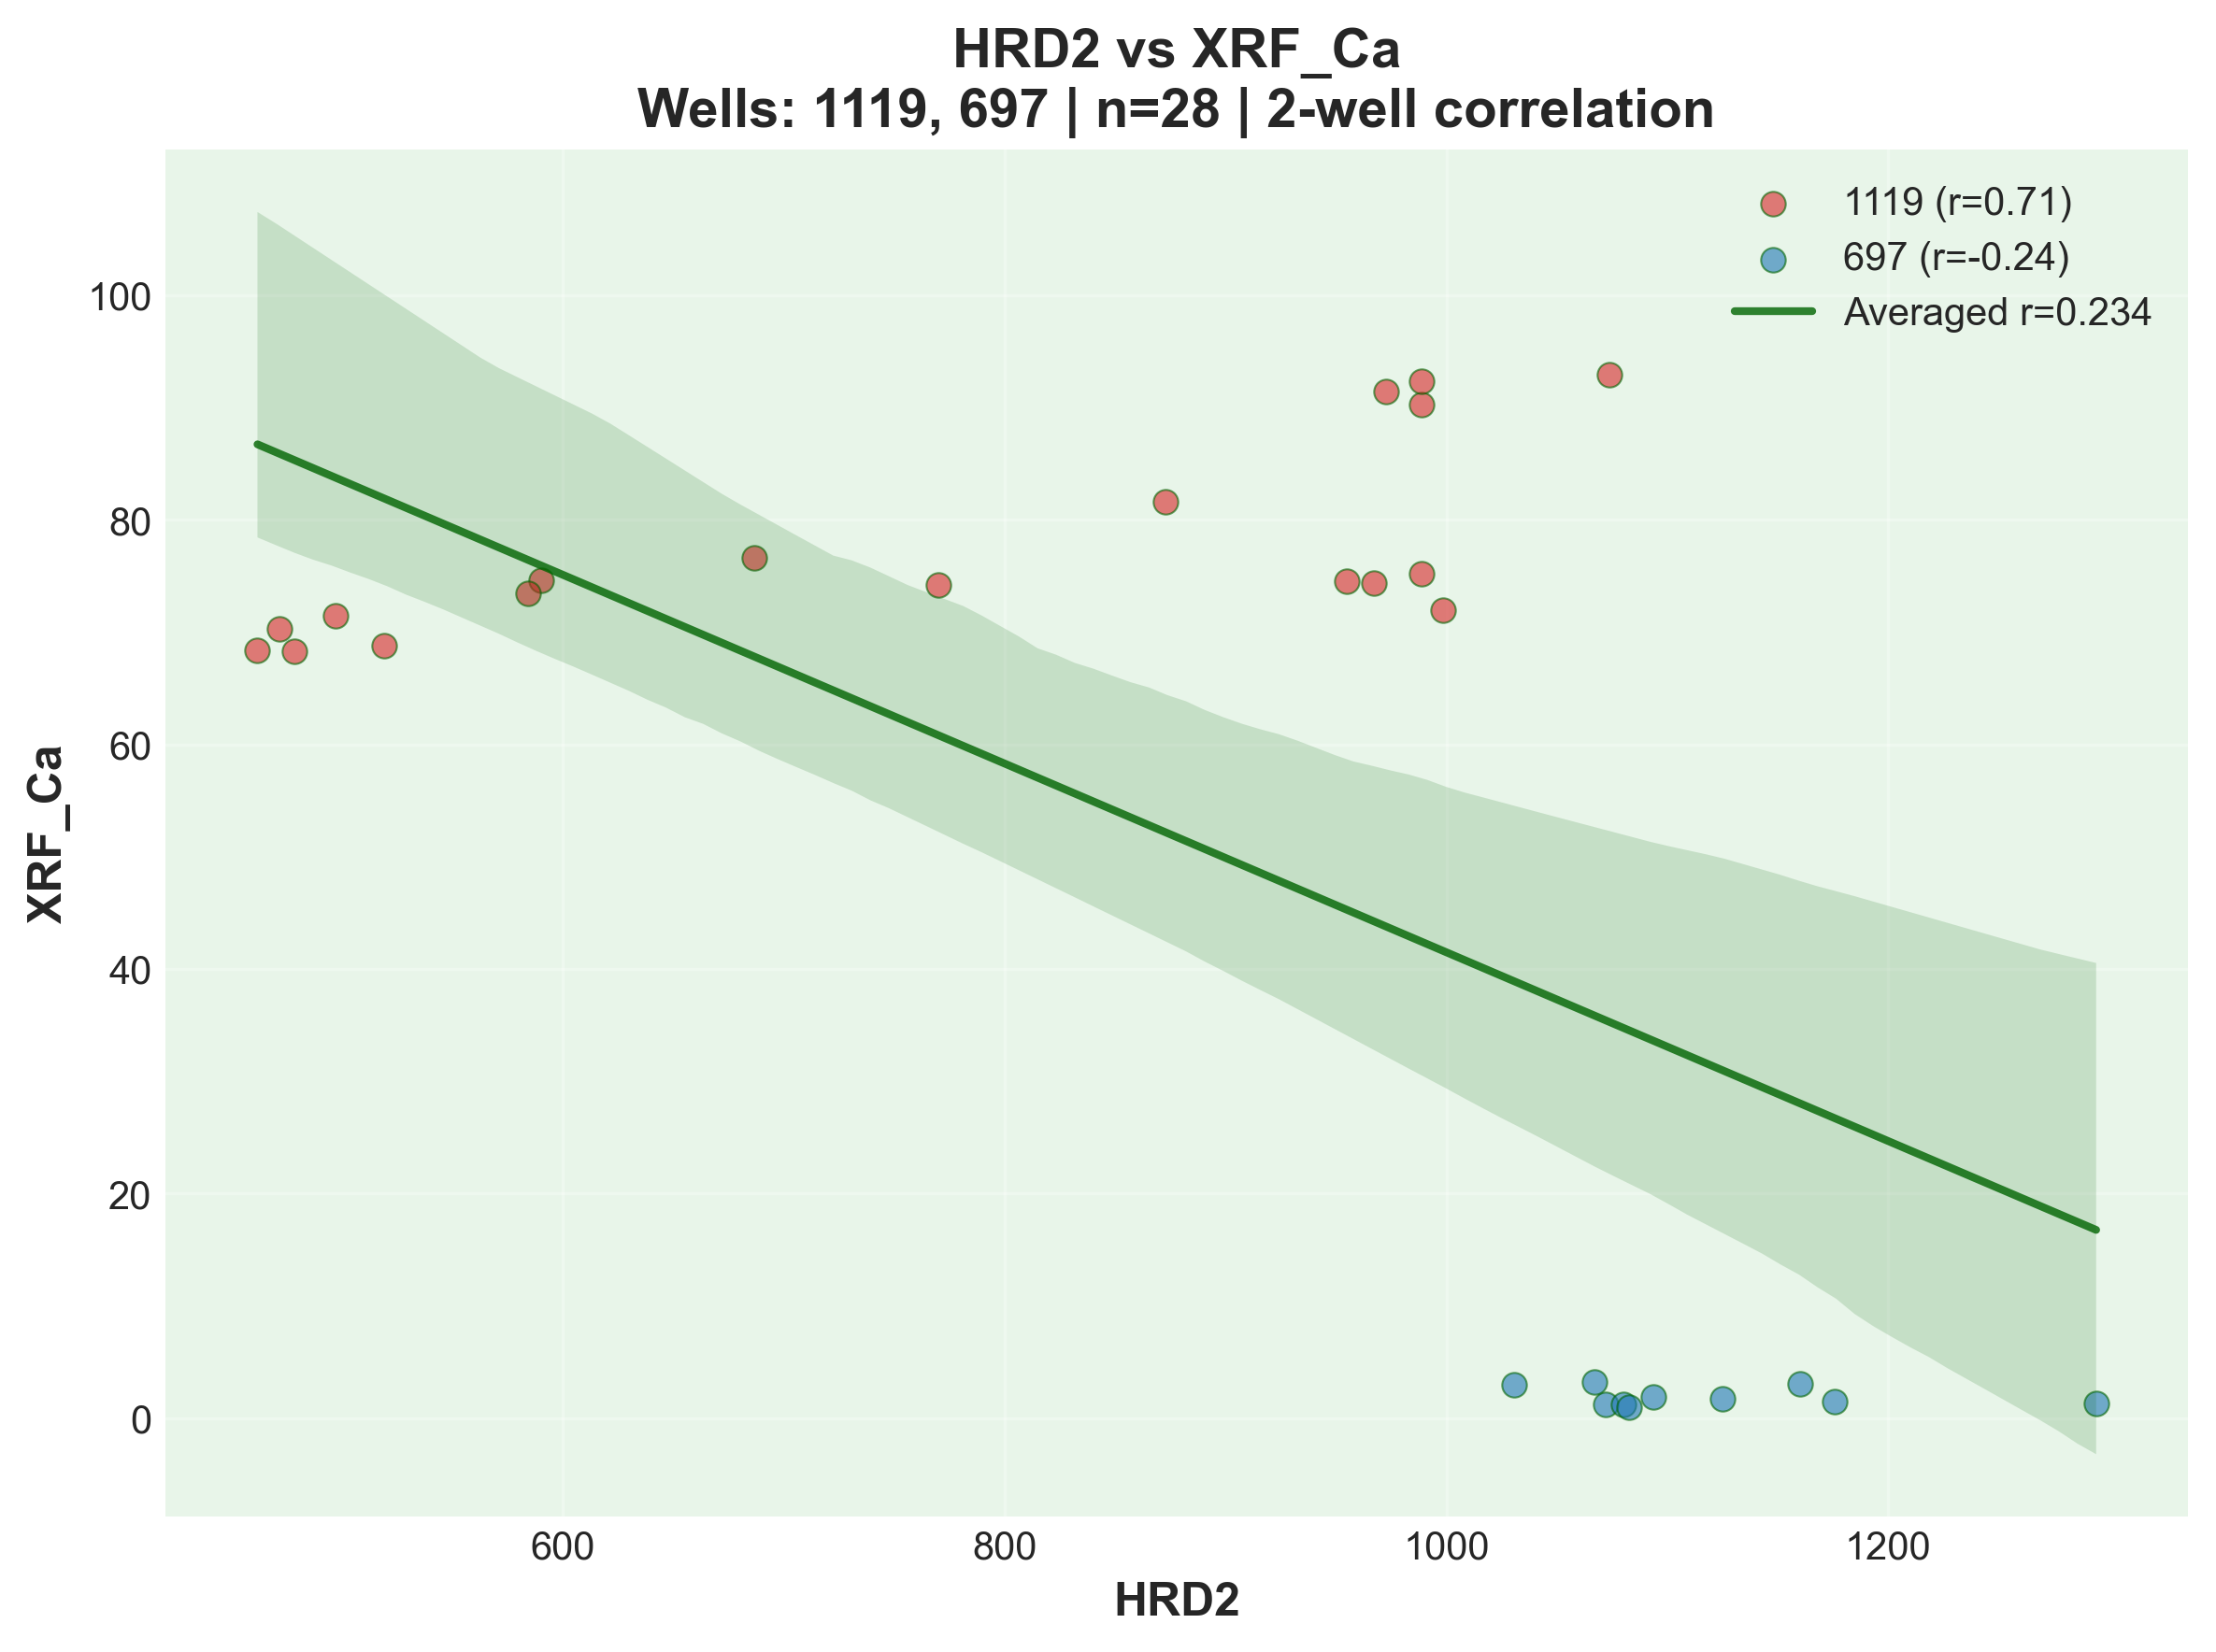 HRD2 vs XRF_Ca
Wells: 1119, 697 | n=28 | 2-well correlation
1119 (r=0.71)
697 (r=-0.24)
Averaged r=0.234
XRF_Ca
100
80
60
40
20
0
600
800
1000
1200
HRD2